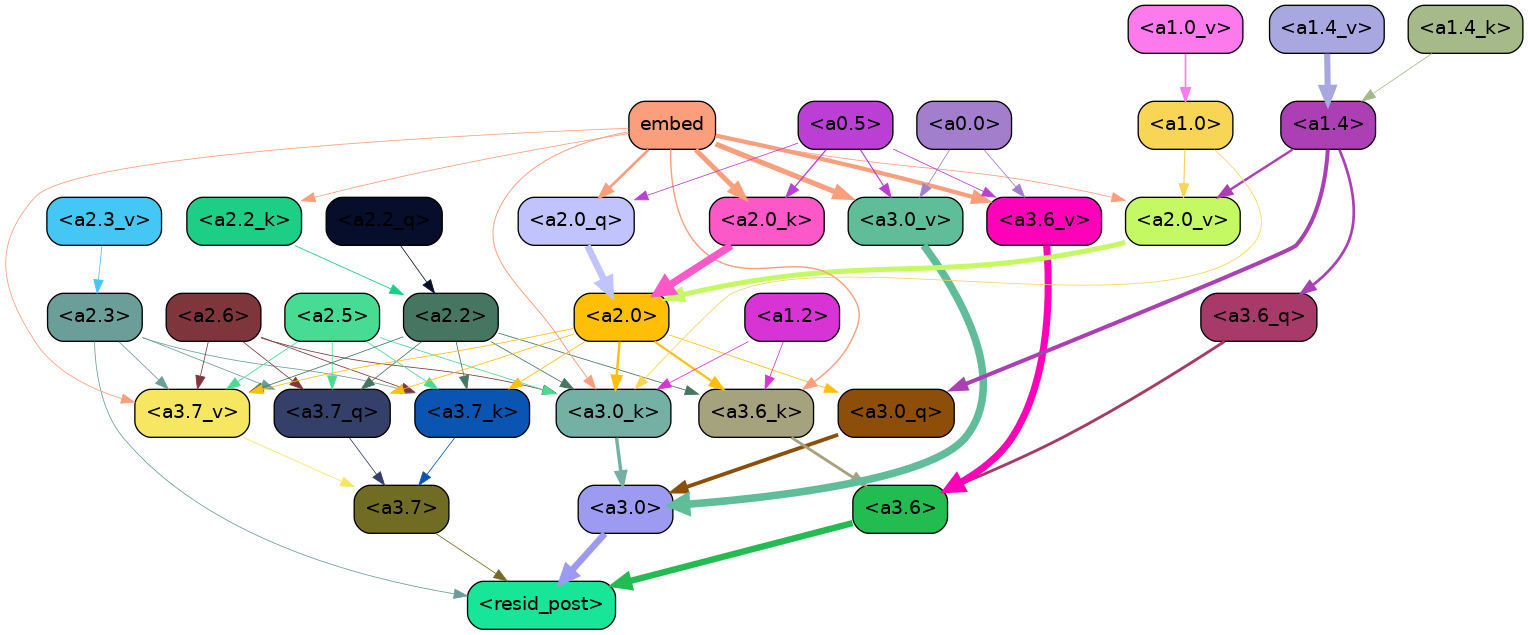 <a1.0_v> <a1.4_v> <a1.4_k>
embed <a0.5> <a0.0> <a1.0> <a1.4>
<a2.3_v> <a2.2_k> <a2.2_q> <a2.0_q> <a2.0_k> <a3.0_v> <a3.6_v> <a2.0_v>
<a2.3> <a2.6> <a2.5> <a2.2> <a2.0> <a1.2> <a3.6_q>
<a3.7_v> <a3.7_q> <a3.7_k> <a3.0_k> <a3.6_k> <a3.0_q>
<a3.7> <a3.0> <a3.6>
<resid_post>